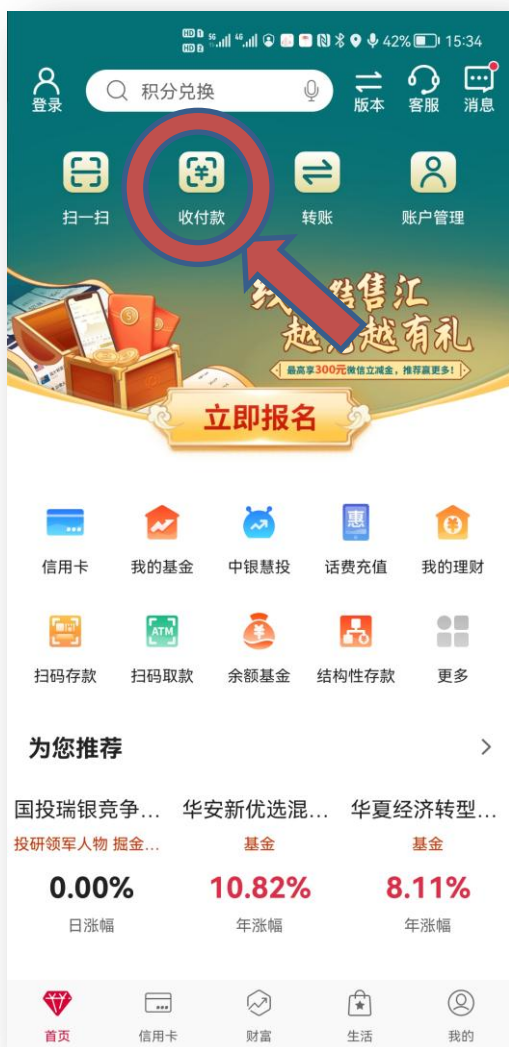 HD 1 5G 4G 42% 15:34
HD 2
登录 积分兑换 版本 客服 消息
扫一扫 收付款 转账 账户管理
售汇
越 越有礼
最高享300元微信立减金，推荐赢更多！
立即报名
信用卡 我的基金 中银慧投 话费充值 我的理财
惠
ATM
扫码存款 扫码取款 余额基金 结构性存款 更多
为您推荐
国投瑞银竞争... 华安新优选混... 华夏经济转型...
投研领军人物 掘金... 基金 基金
0.00% 10.82% 8.11%
日涨幅 年涨幅 年涨幅
首页 信用卡 财富 生活 我的